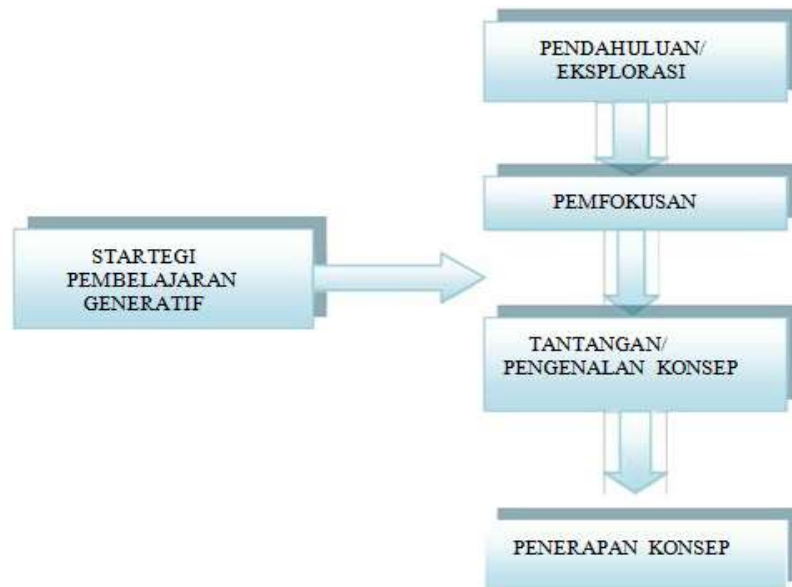 PENDAHULUAN/
EKSPLORASI
PEMFOKUSAN
STARTEGI
PEMBELAJARAN
GENERATIF
TANTANGAN/
PENGENALAN KONSEP
PENERAPAN KONSEP